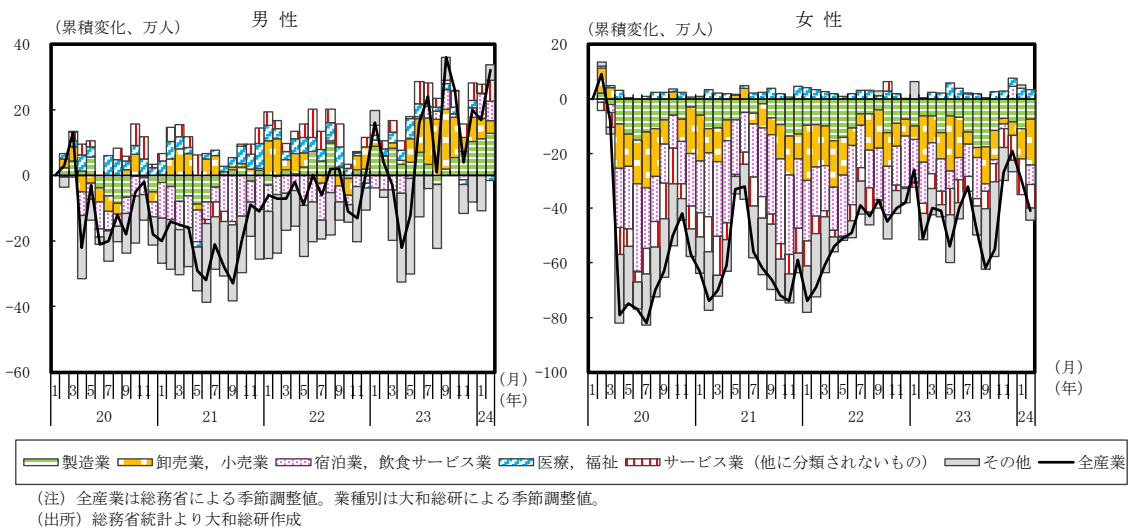 男 性
(累積変化、万人)
40
20
0
-20
-40
-60
1 3 5 7 9 11 1 3 5 7 9 11 1 3 5 7 9 11 1 3 5 7 9 11 1
(月)
20 21 22 23 24
(年)
女 性
(累積変化、万人)
20
0
-20
-40
-60
-80
-100
1 3 5 7 9 11 1 3 5 7 9 11 1 3 5 7 9 11 1 3 5 7 9 11 1
(月)
20 21 22 23 24
(年)
製造業 卸売業，小売業 宿泊業，飲食サービス業 医療，福祉 サービス業（他に分類されないもの） その他 全産業
（注）全産業は総務省による季節調整値。業種別は大和総研による季節調整値。
（出所）総務省統計より大和総研作成